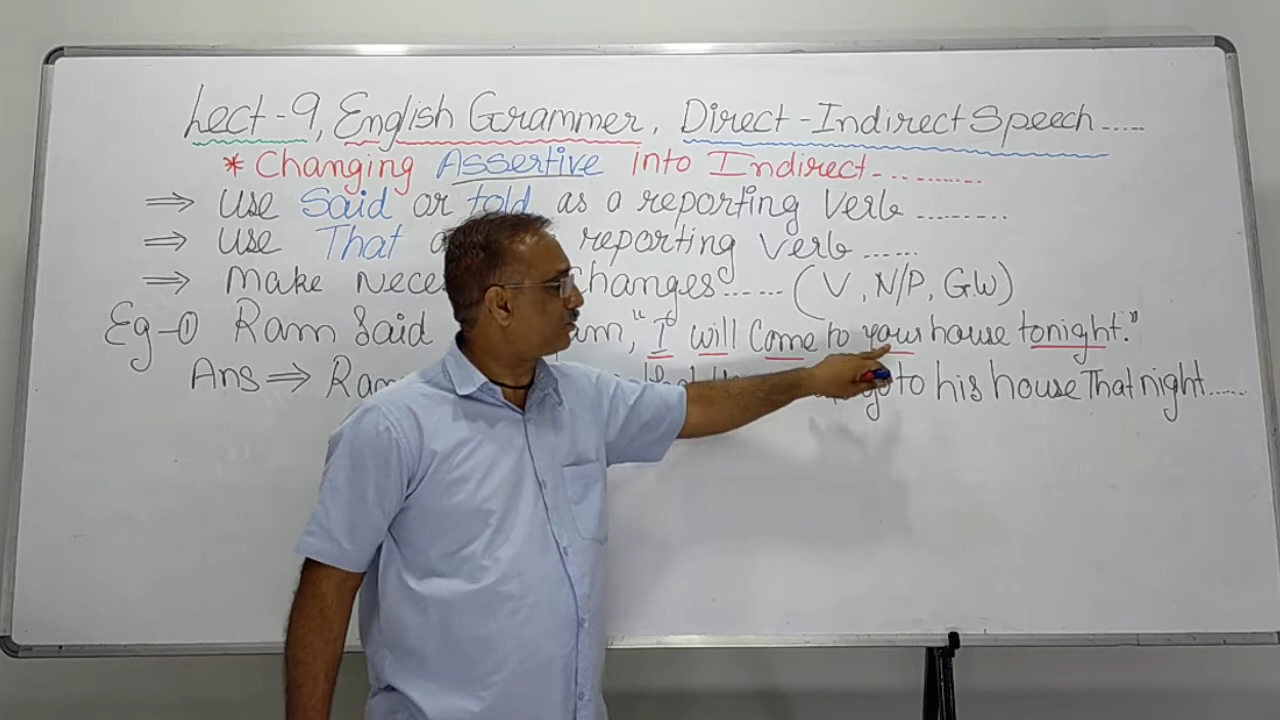 Lect-9, English Grammer, Direct-Indirect Speech.....
* Changing Assertive into Indirect...........
⇒ Use Said or told as a reporting Verb .........
⇒ Use That reporting Verb ......
⇒ Make changes...... (V, N/P, G.W)
Eg-① Ram Said "I will Come to your house tonight."
Ans ⇒ that go to his house That night......